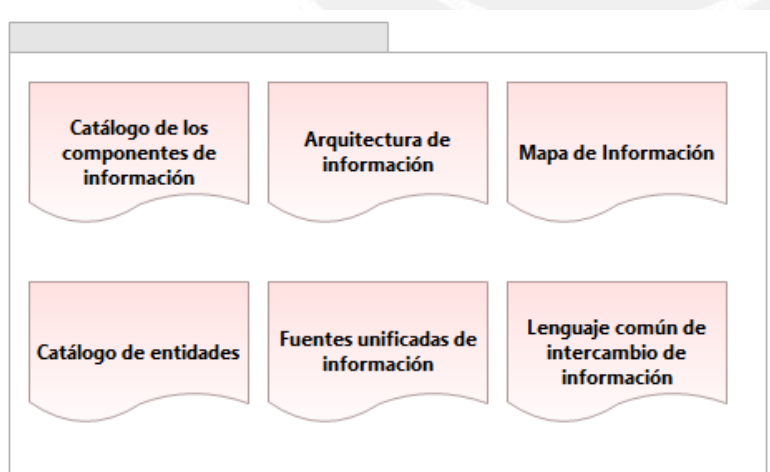 Catálogo de los
componentes de
información
Arquitectura de
información
Mapa de Información
Catálogo de entidades
Fuentes unificadas de
información
Lenguaje común de
intercambio de
información